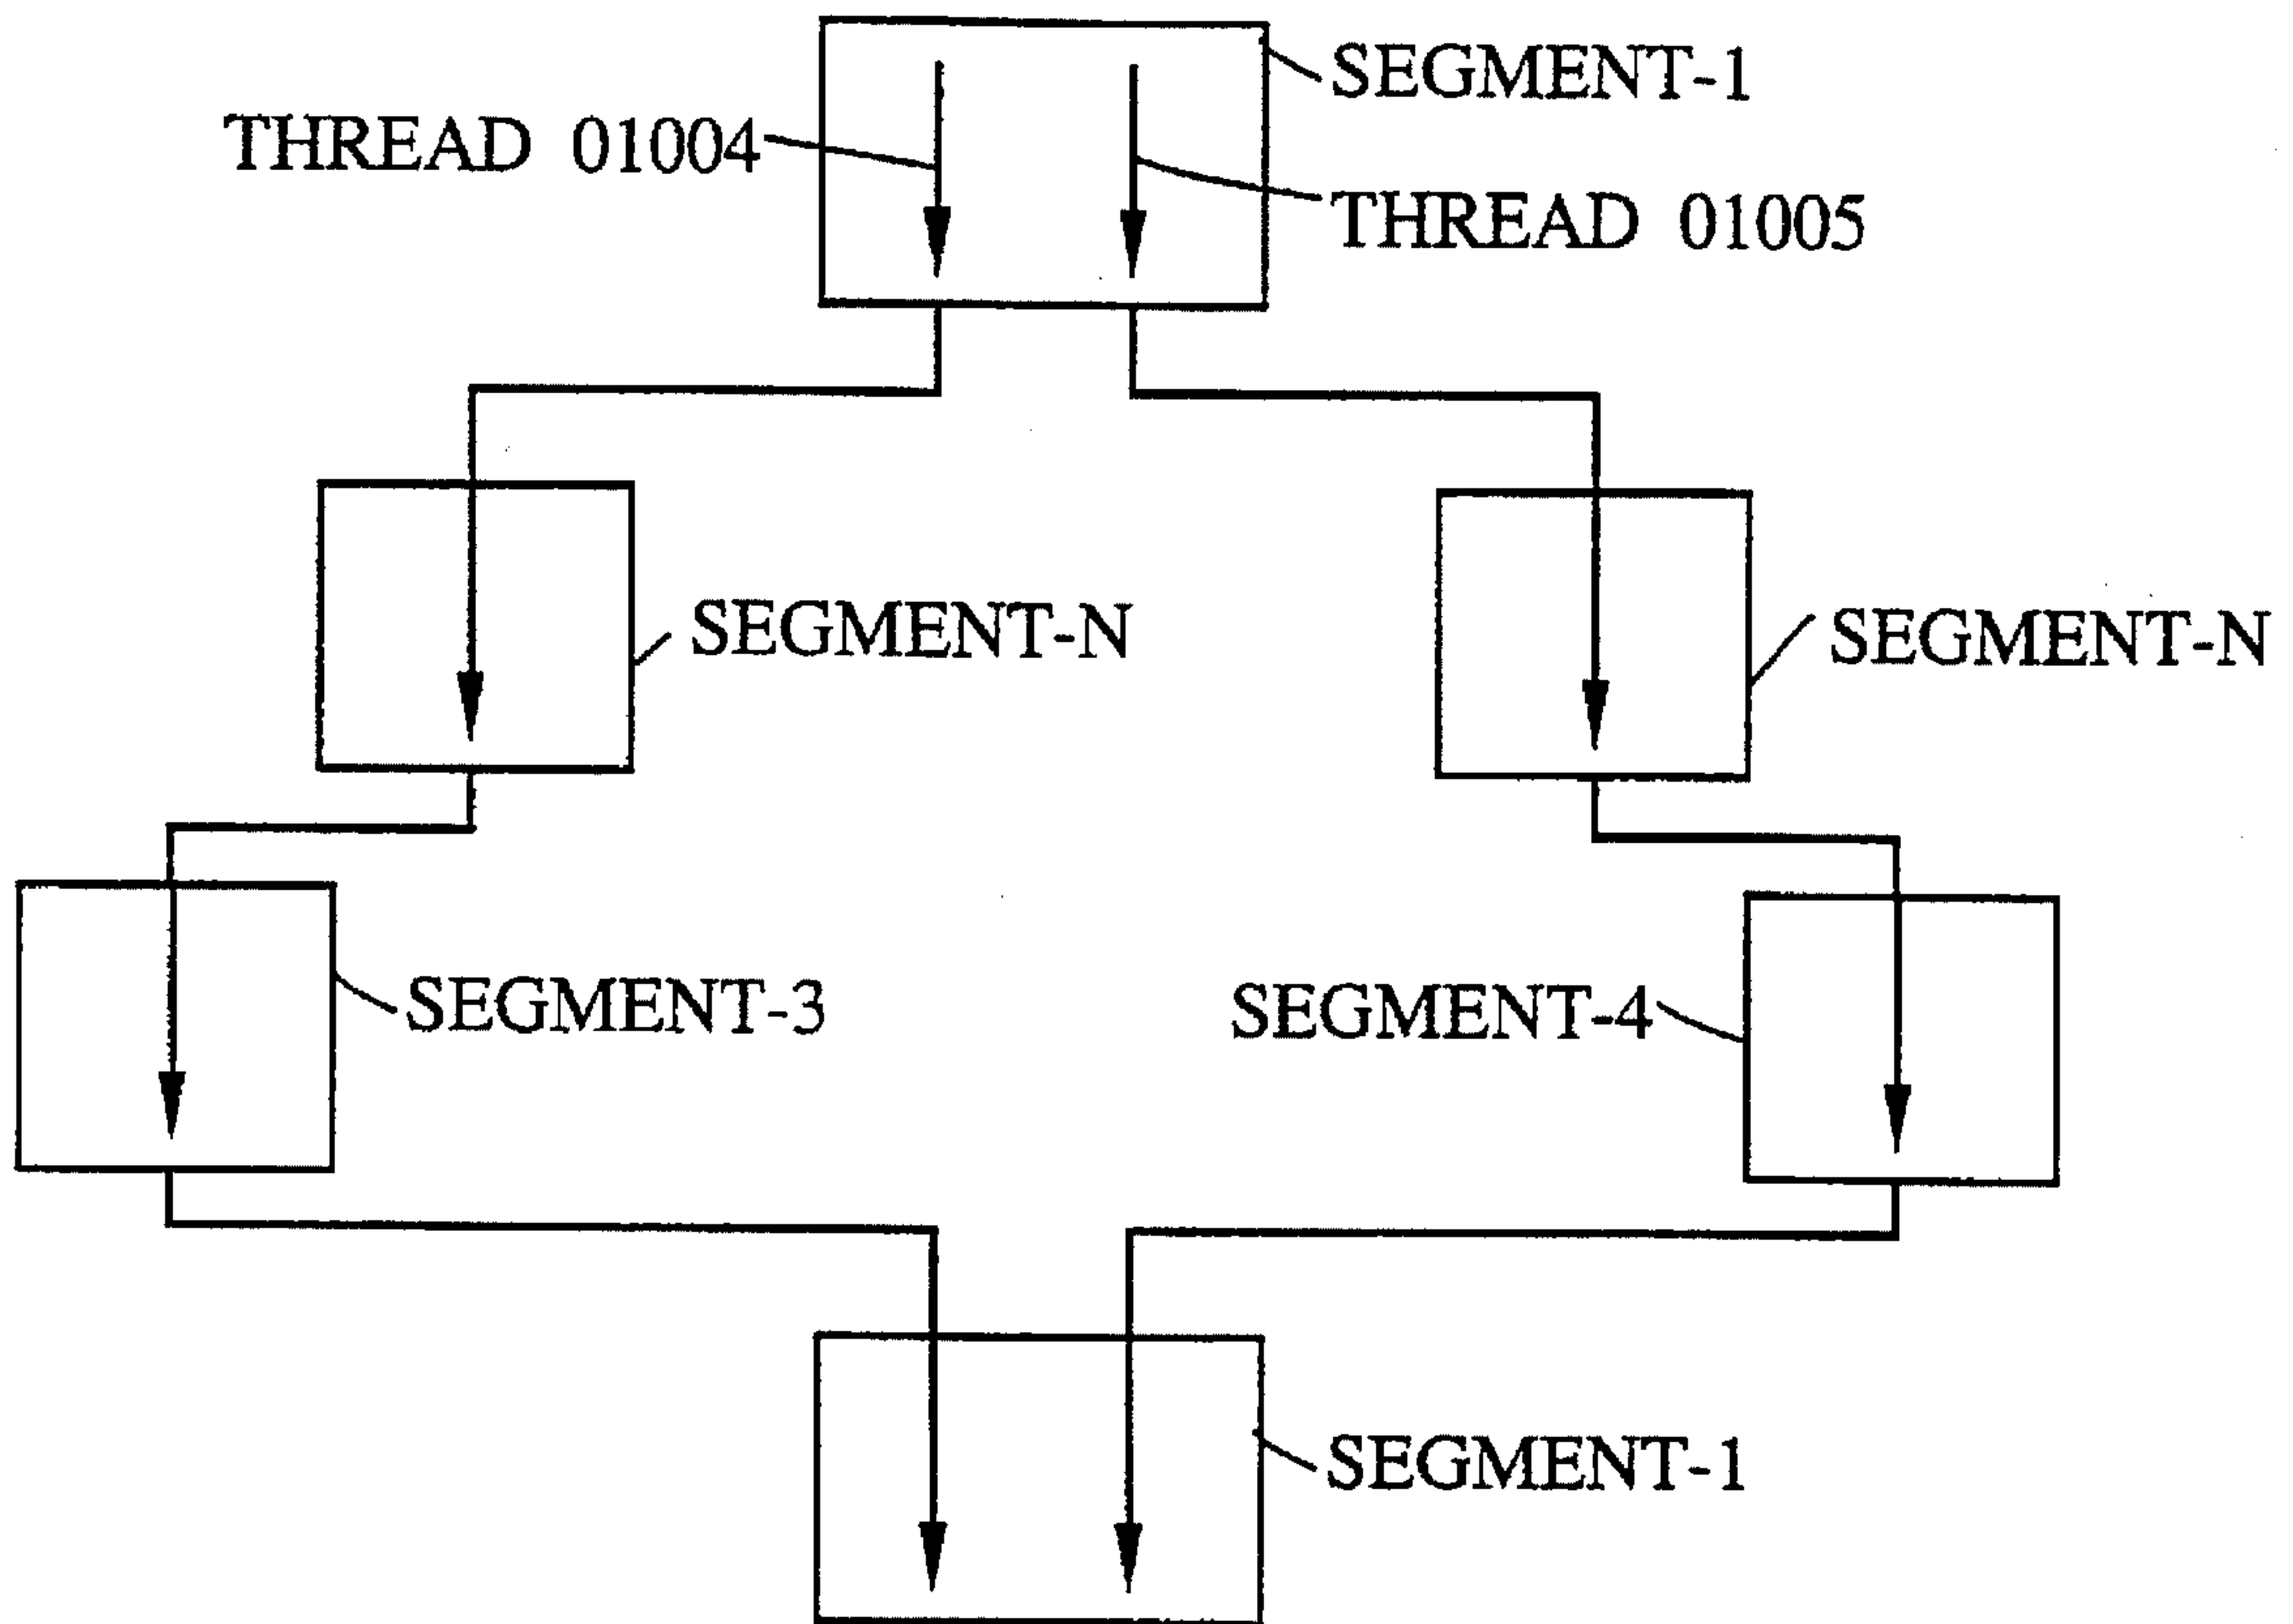 SEGMENT-1
THREAD 01004
THREAD 01005
SEGMENT-N
SEGMENT-N
SEGMENT-3
SEGMENT-4
SEGMENT-1